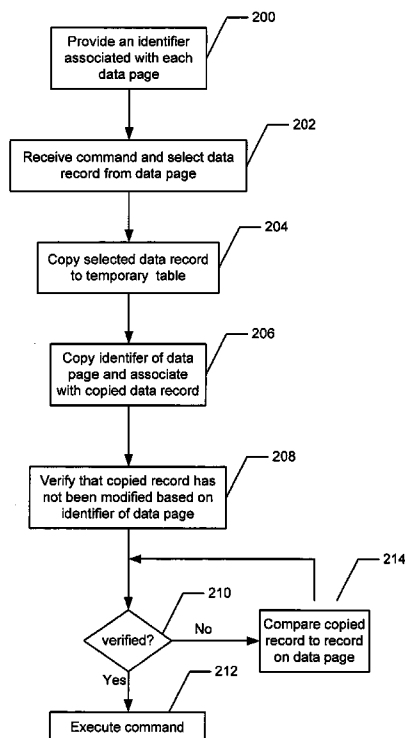 200
Provide an identifier
associated with each
data page
202
Receive command and select data
record from data page
204
Copy selected data record
to temporary table
206
Copy identifer of data
page and associate
with copied data record
208
Verify that copied record has
not been modified based on
identifier of data page
214
210
verified?
No
Compare copied
record to record
on data page
Yes
212
Execute command